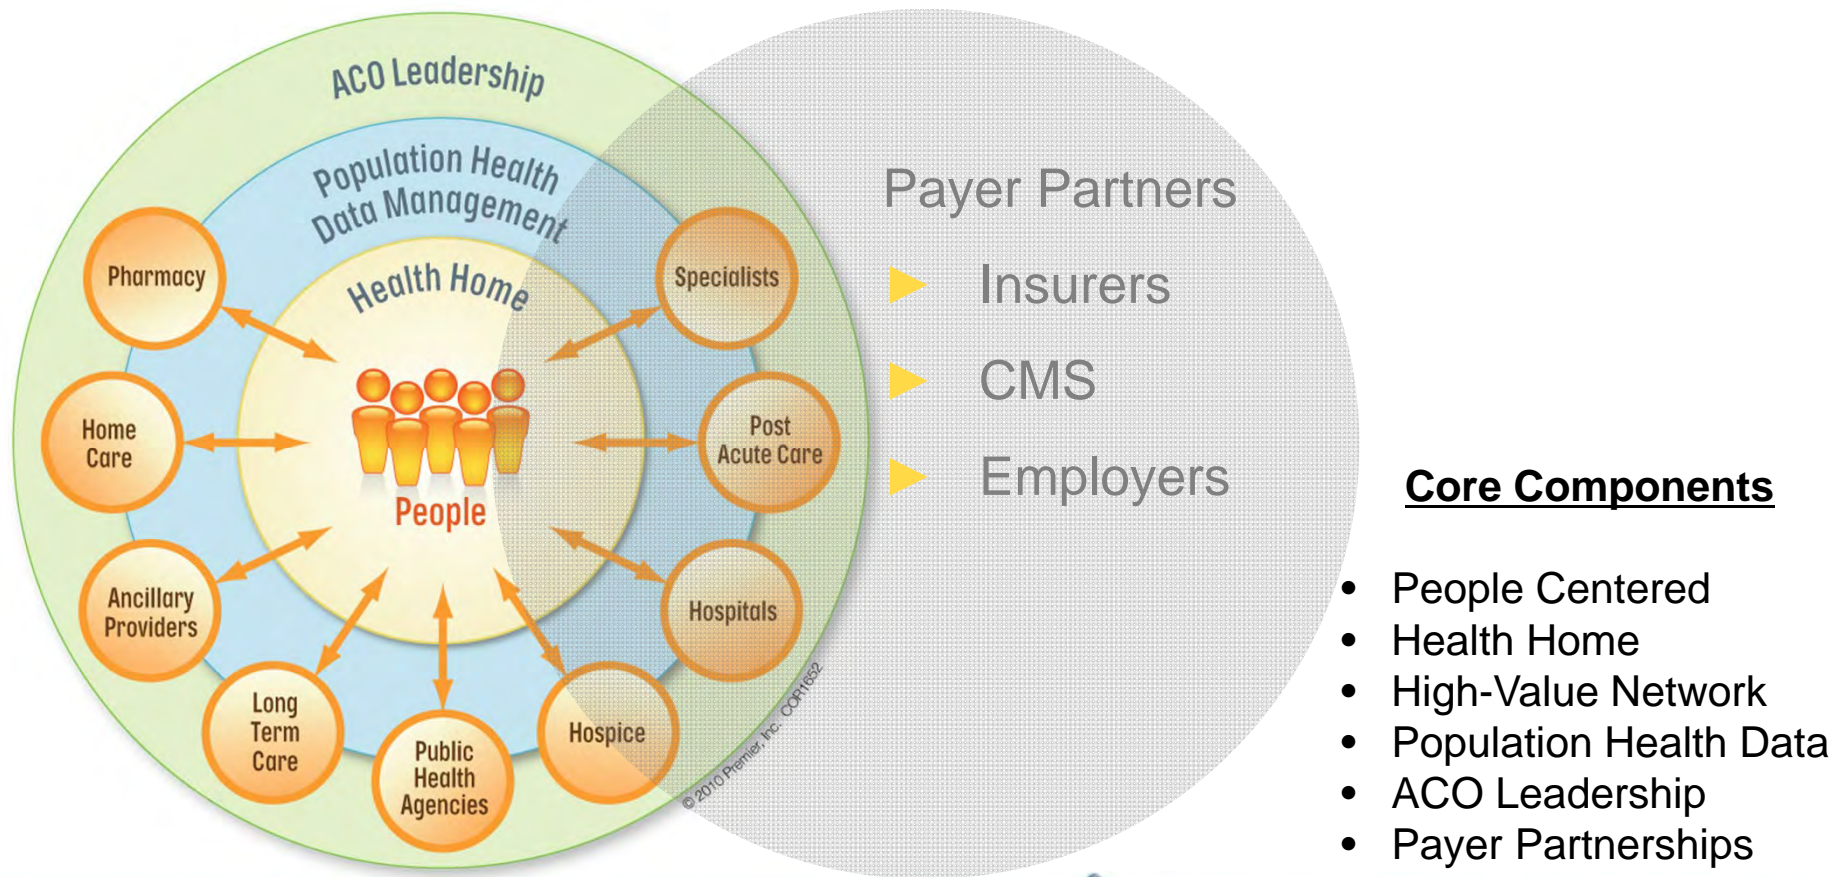 ACO Leadership
Population Health
Data Management
Health Home
Pharmacy
Specialists
Home
Care
Post
Acute Care
People
Ancillary
Providers
Hospitals
Long
Term
Care
Public
Health
Agencies
Hospice
© 2010 Premier, Inc. COR1652
Payer Partners
► Insurers
► CMS
► Employers
Core Components
• People Centered
• Health Home
• High-Value Network
• Population Health Data
• ACO Leadership
• Payer Partnerships